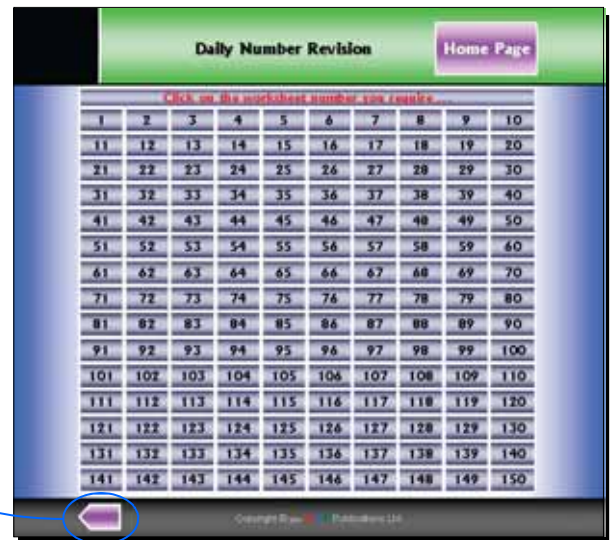 Daily Number Revision Home Page
Click on the worksheet number you require...
1 2 3 4 5 6 7 8 9 10
11 12 13 14 15 16 17 18 19 20
21 22 23 24 25 26 27 28 29 30
31 32 33 34 35 36 37 38 39 40
41 42 43 44 45 46 47 48 49 50
51 52 53 54 55 56 57 58 59 60
61 62 63 64 65 66 67 68 69 70
71 72 73 74 75 76 77 78 79 80
81 82 83 84 85 86 87 88 89 90
91 92 93 94 95 96 97 98 99 100
101 102 103 104 105 106 107 108 109 110
111 112 113 114 115 116 117 118 119 120
121 122 123 124 125 126 127 128 129 130
131 132 133 134 135 136 137 138 139 140
141 142 143 144 145 146 147 148 149 150
Copyright © Publications Ltd